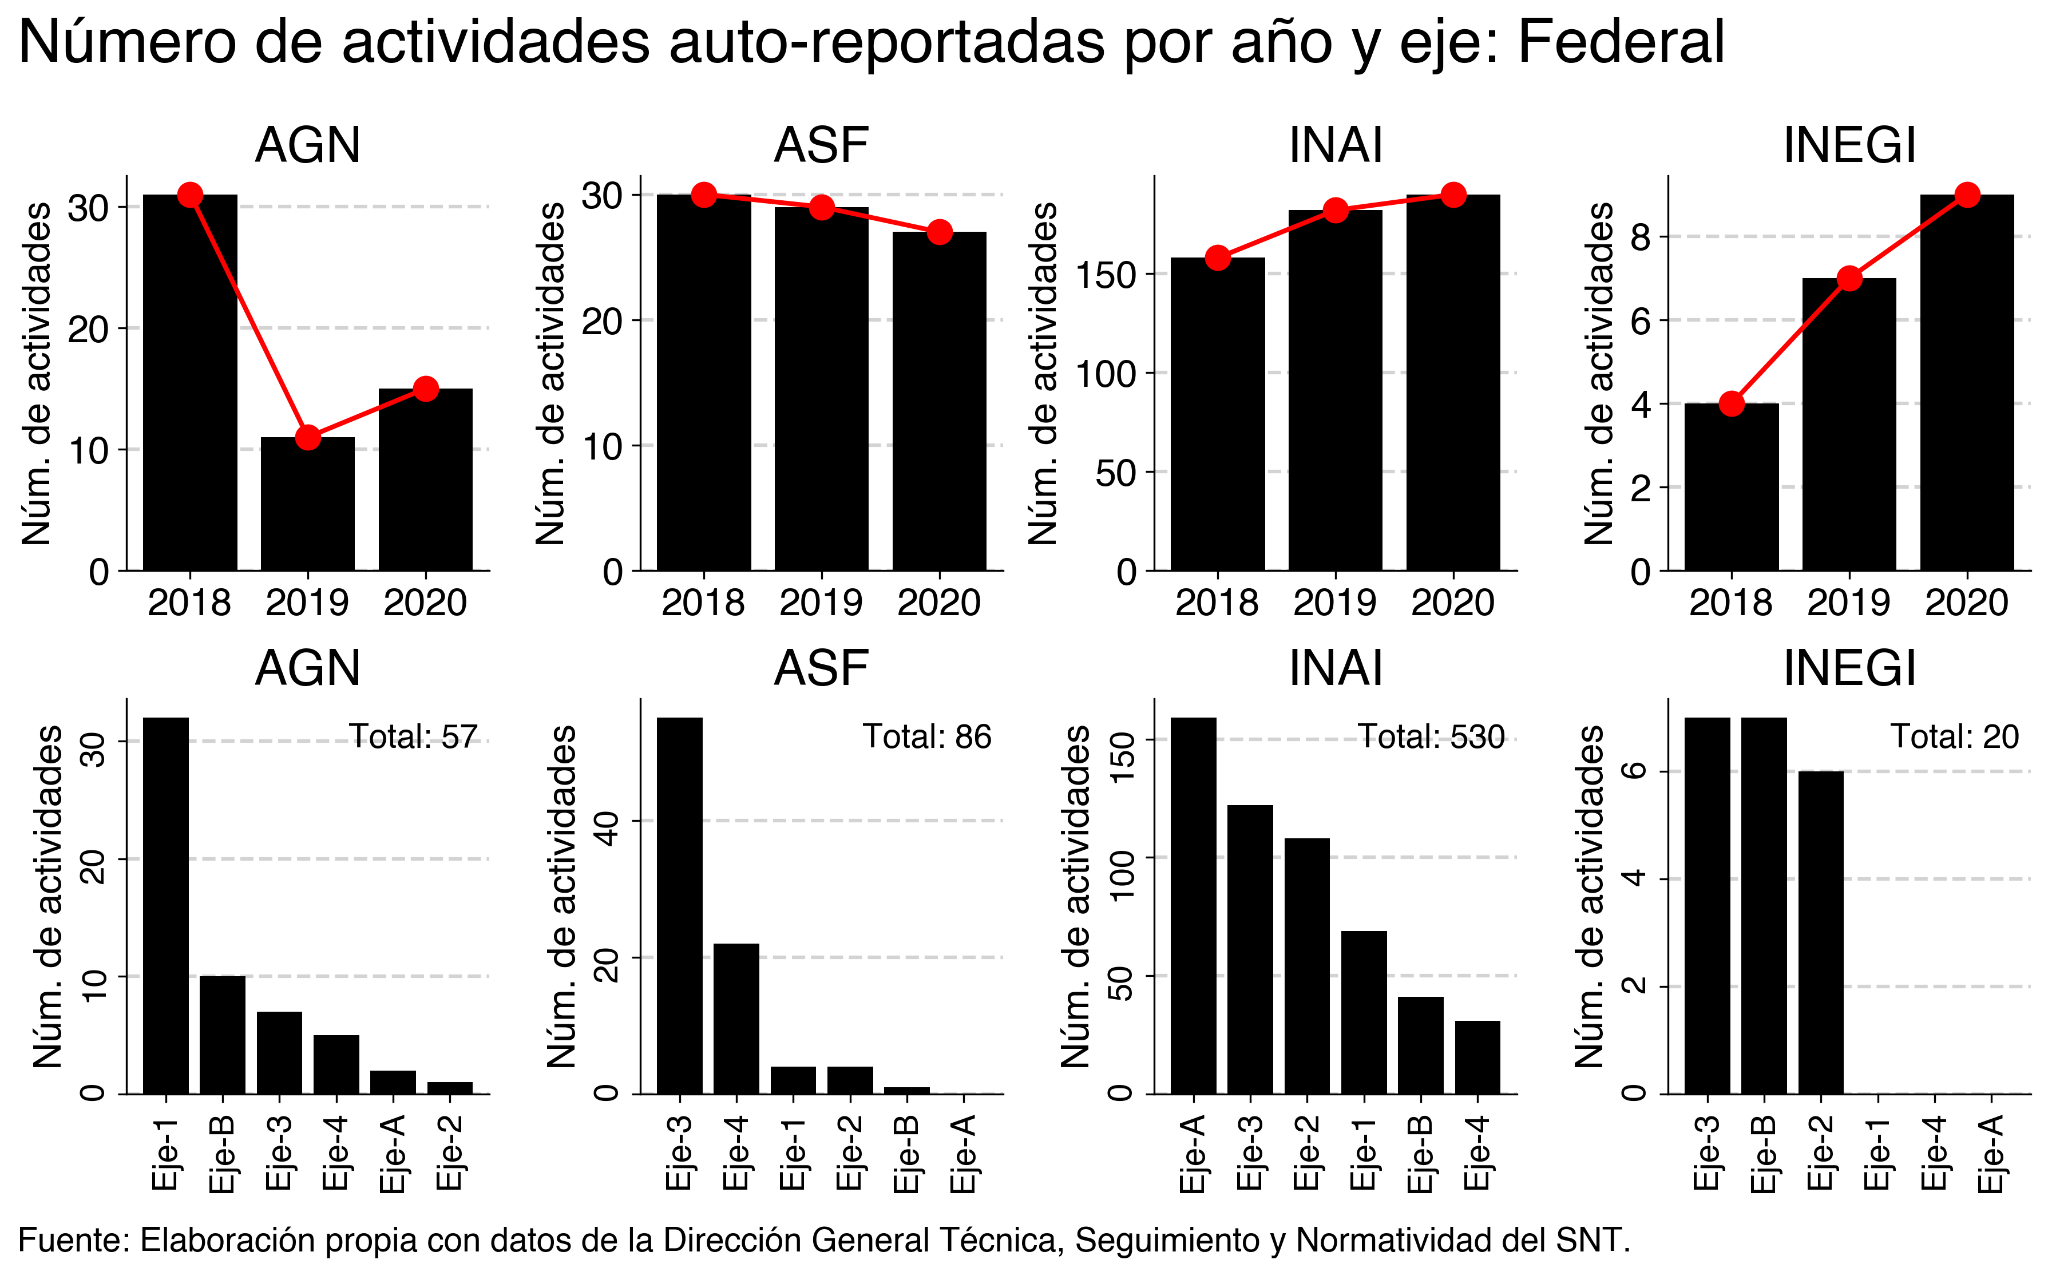 Número de actividades auto-reportadas por año y eje: Federal
AGN
ASF
INAI
INEGI
Núm. de actividades
30
20
10
0
2018 2019 2020
Núm. de actividades
30
20
10
0
2018 2019 2020
Núm. de actividades
150
100
50
0
2018 2019 2020
Núm. de actividades
8
6
4
2
0
2018 2019 2020
AGN
ASF
INAI
INEGI
Núm. de actividades
30
20
10
0
Total: 57
Eje-1 Eje-B Eje-3 Eje-4 Eje-A Eje-2
Núm. de actividades
40
20
0
Total: 86
Eje-3 Eje-4 Eje-1 Eje-2 Eje-B Eje-A
Núm. de actividades
150
100
50
0
Total: 530
Eje-A Eje-3 Eje-2 Eje-1 Eje-B Eje-4
Núm. de actividades
6
4
2
0
Total: 20
Eje-3 Eje-B Eje-2 Eje-1 Eje-4 Eje-A
Fuente: Elaboración propia con datos de la Dirección General Técnica, Seguimiento y Normatividad del SNT.